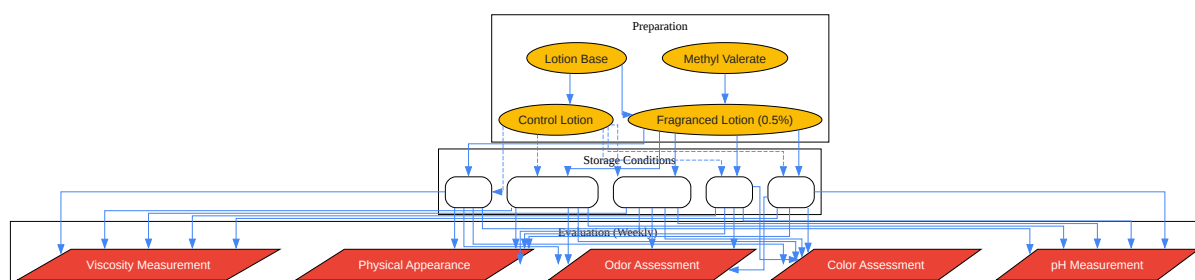 Preparation
Lotion Base
Methyl Valerate
Control Lotion
Fragranced Lotion (0.5%)
Storage Conditions
Evaluation (Weekly)
Viscosity Measurement
Physical Appearance
Odor Assessment
Color Assessment
pH Measurement